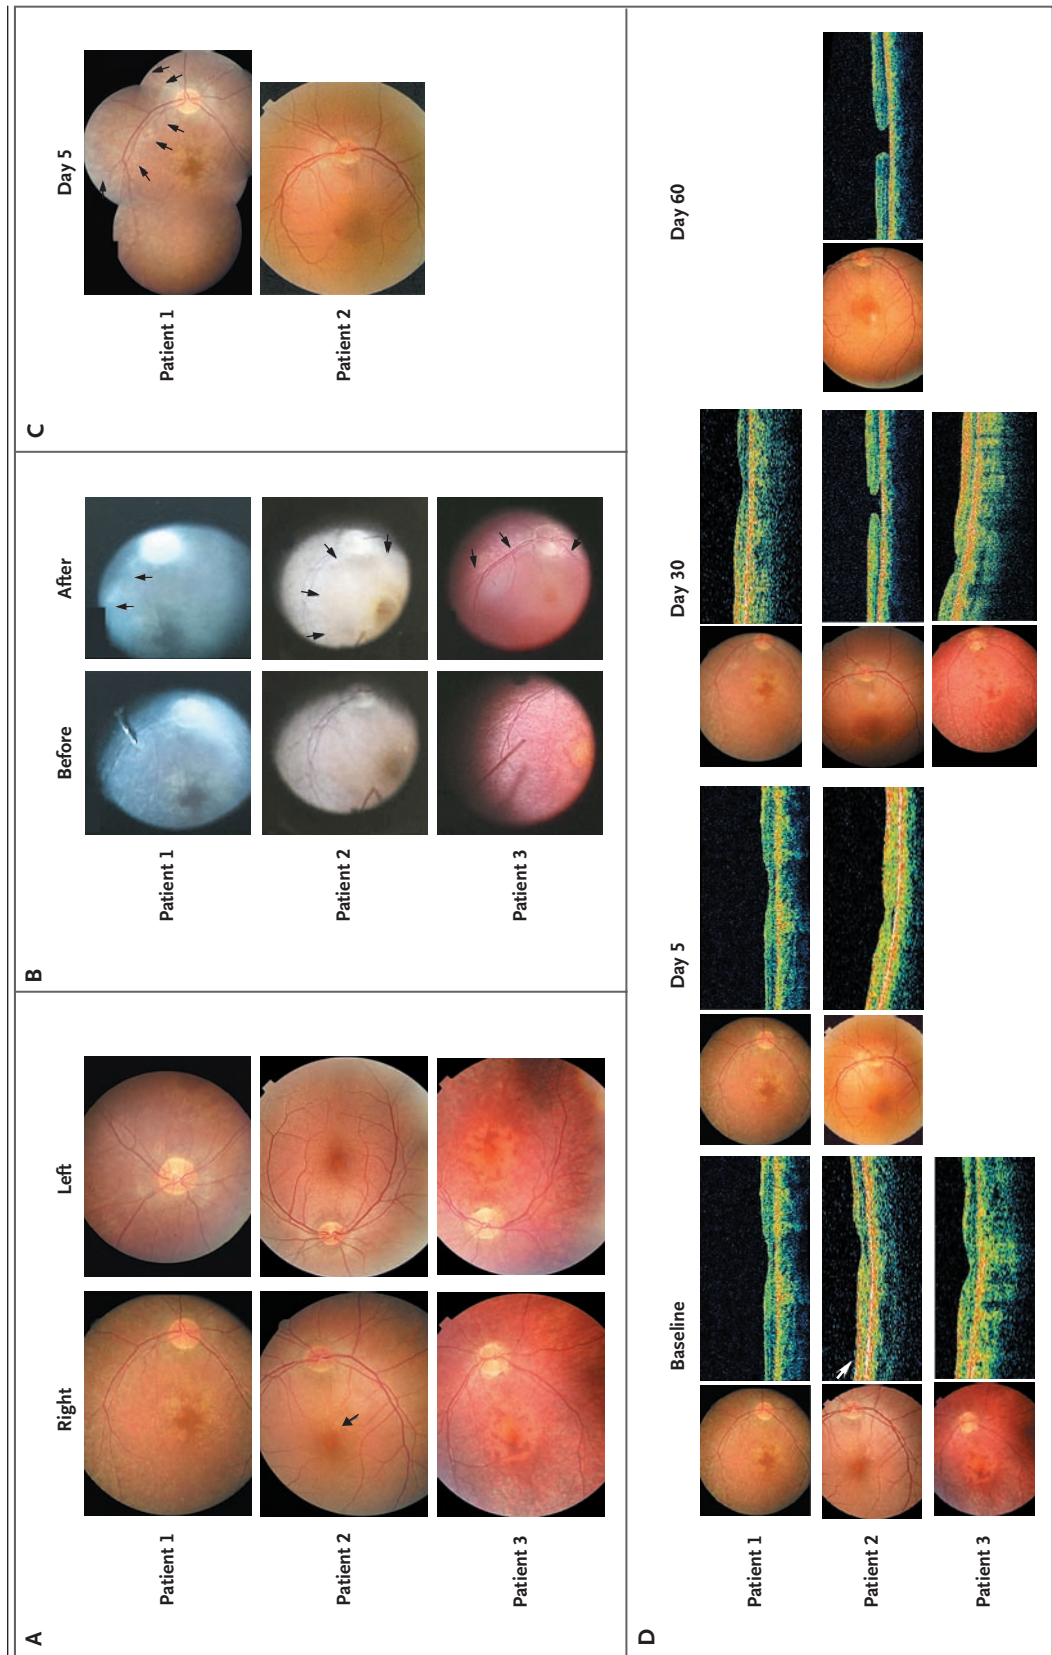 A
Right
Left
Patient 1
Patient 2
Patient 3
B
Before
After
Patient 1
Patient 2
Patient 3
C
Day 5
Patient 1
Patient 2
D
Baseline
Day 5
Day 30
Day 60
Patient 1
Patient 2
Patient 3